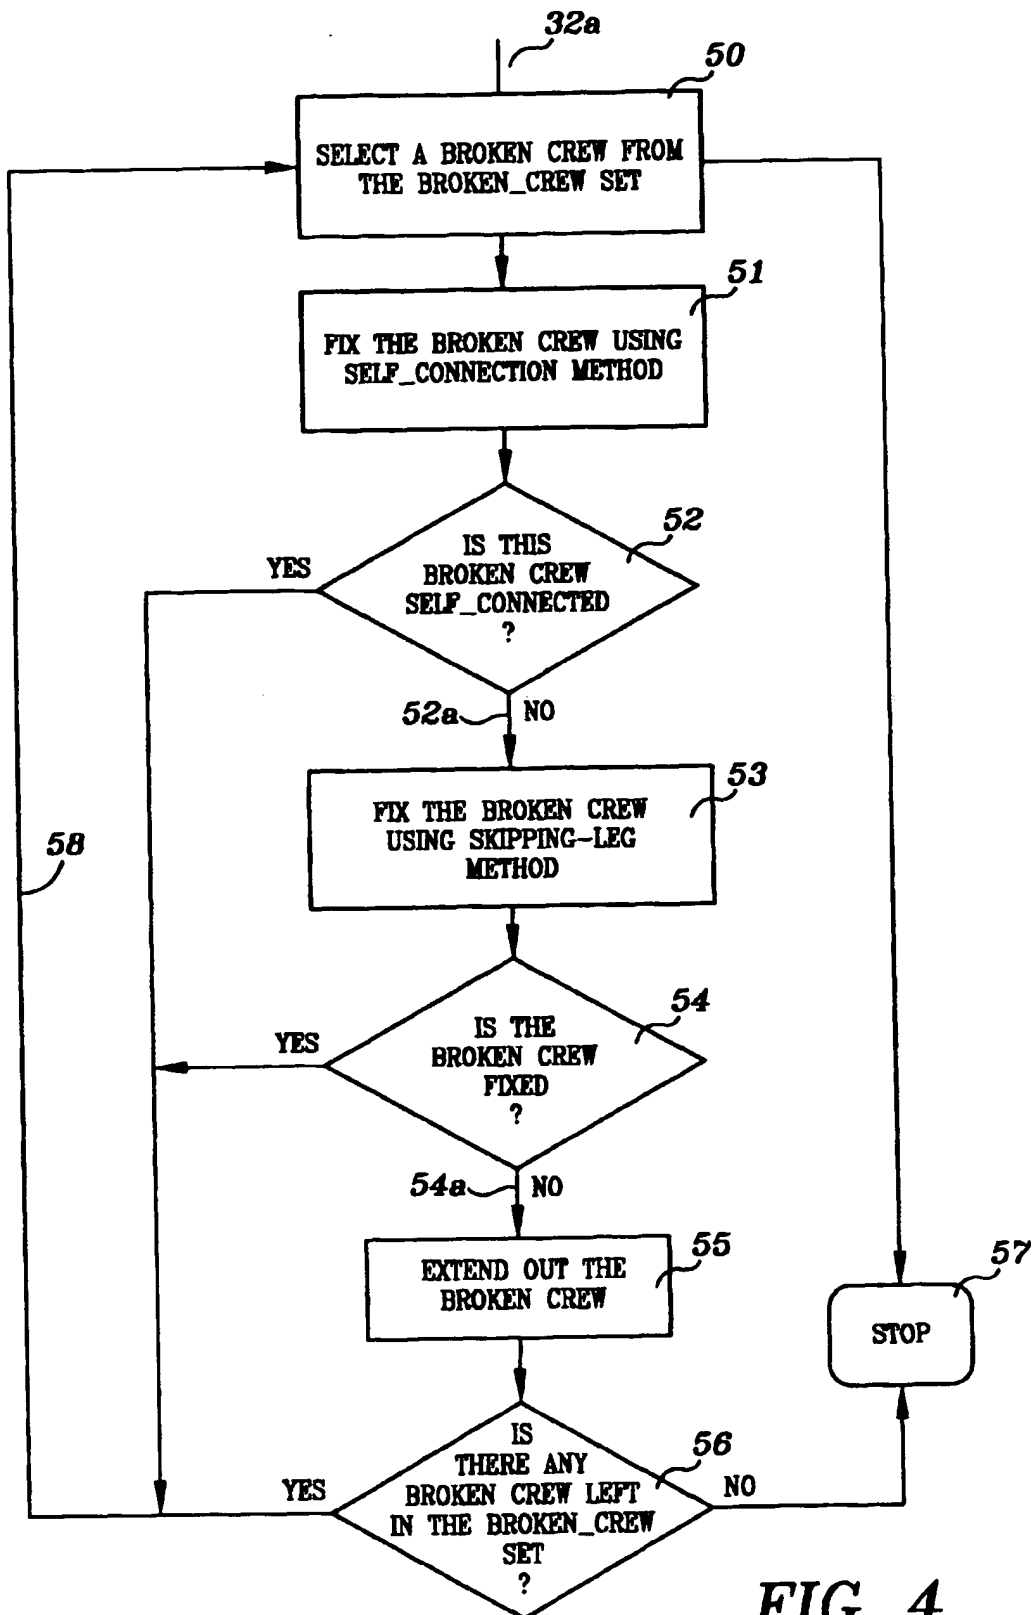 32a
50
SELECT A BROKEN CREW FROM
THE BROKEN_CREW SET
51
FIX THE BROKEN CREW USING
SELF_CONNECTION METHOD
52
IS THIS
BROKEN CREW
SELF_CONNECTED
?
YES
52a
NO
53
FIX THE BROKEN CREW
USING SKIPPING-LEG
METHOD
58
54
IS THE
BROKEN CREW
FIXED
?
YES
54a
NO
55
EXTEND OUT THE
BROKEN CREW
57
STOP
56
IS
THERE ANY
BROKEN CREW LEFT
IN THE BROKEN_CREW
SET
?
YES
NO
FIG. 4